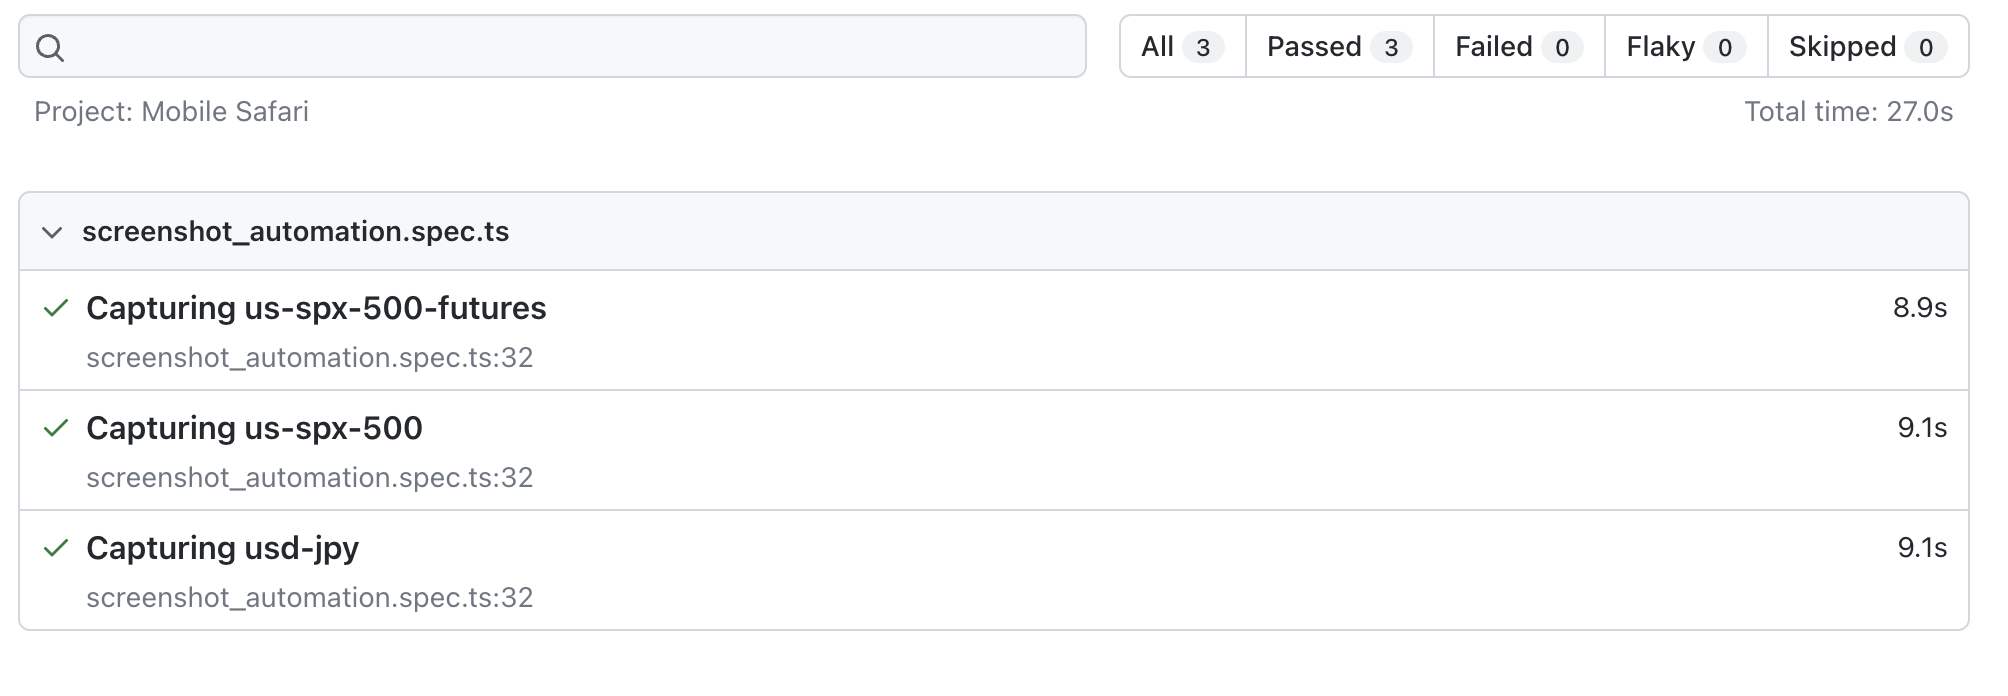 All 3 Passed 3 Failed 0 Flaky 0 Skipped 0
Project: Mobile Safari Total time: 27.0s
screenshot_automation.spec.ts
Capturing us-spx-500-futures 8.9s
screenshot_automation.spec.ts:32
Capturing us-spx-500 9.1s
screenshot_automation.spec.ts:32
Capturing usd-jpy 9.1s
screenshot_automation.spec.ts:32